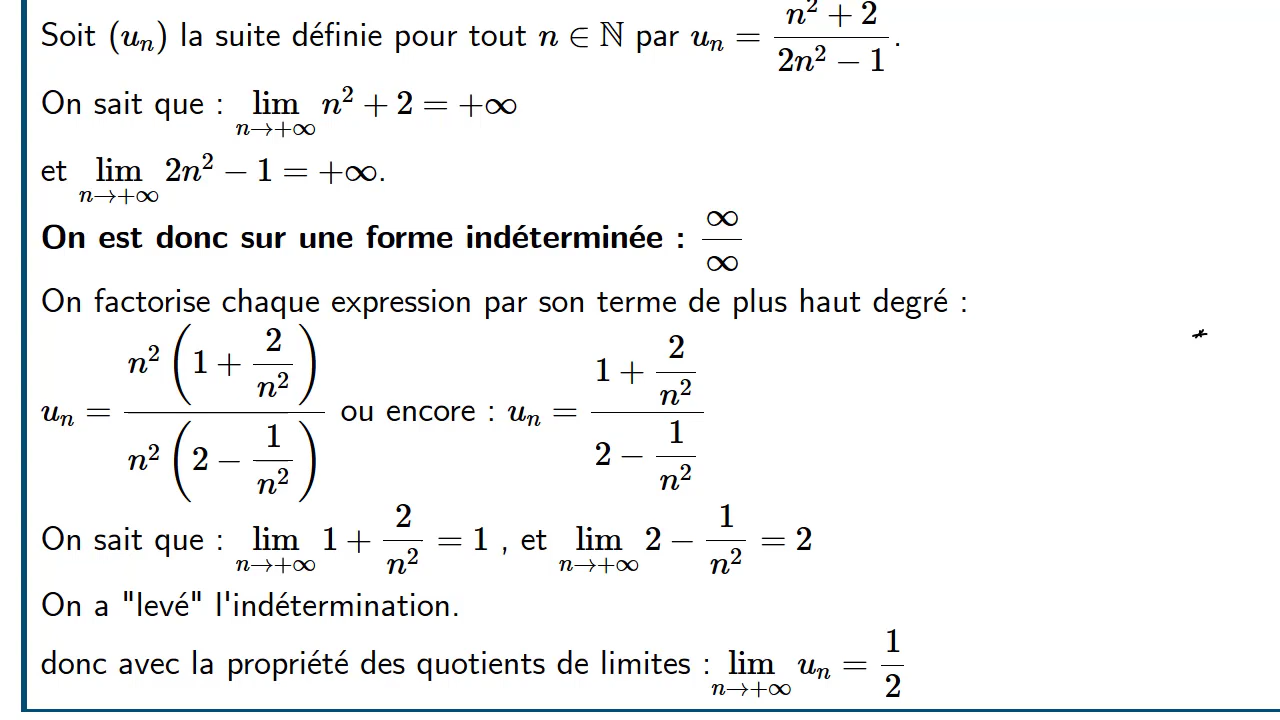 Soit (uₙ) la suite définie pour tout n ∈ ℕ par uₙ = (n² + 2)/(2n² − 1).
On sait que : lim_{n→+∞} n² + 2 = +∞
et lim_{n→+∞} 2n² − 1 = +∞.
On est donc sur une forme indéterminée : ∞/∞
On factorise chaque expression par son terme de plus haut degré :
uₙ = (n²(1 + 2/n²))/(n²(2 − 1/n²)) ou encore : uₙ = (1 + 2/n²)/(2 − 1/n²)
On sait que : lim_{n→+∞} 1 + 2/n² = 1 , et lim_{n→+∞} 2 − 1/n² = 2
On a "levé" l'indétermination.
donc avec la propriété des quotients de limites : lim_{n→+∞} uₙ = 1/2